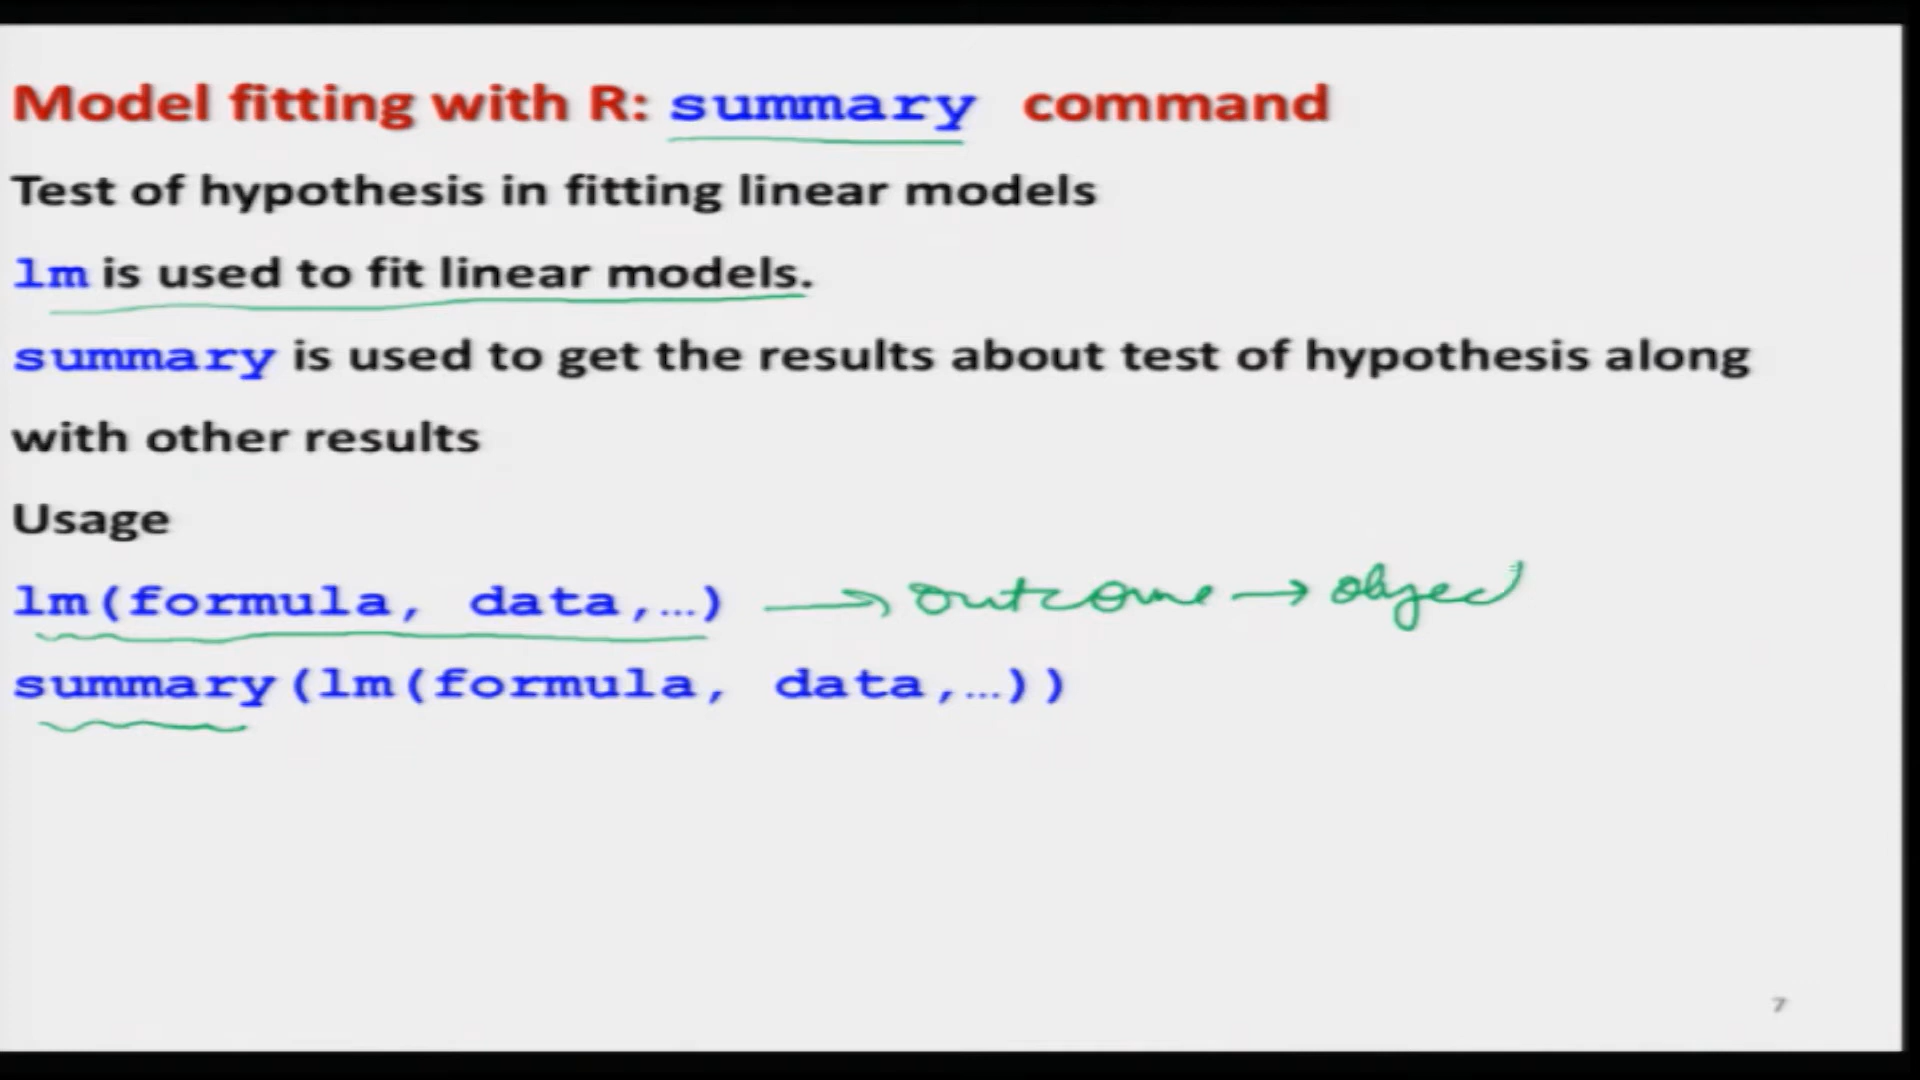 Model fitting with R: summary command
Test of hypothesis in fitting linear models
lm is used to fit linear models.
summary is used to get the results about test of hypothesis along
with other results
Usage
lm(formula, data,…) → outcome → object
summary(lm(formula, data,…))
7